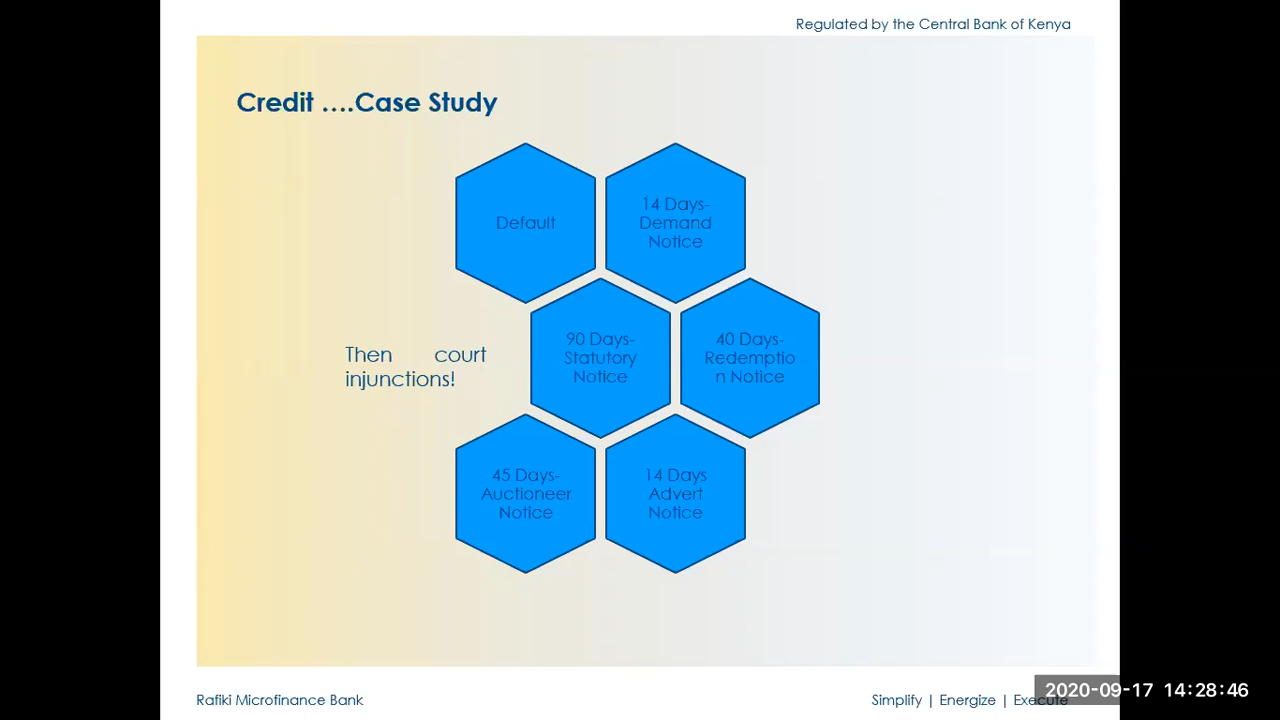 Regulated by the Central Bank of Kenya
Credit ....Case Study
Default
14 Days-
Demand
Notice
90 Days-
Statutory
Notice
40 Days-
Redemptio
n Notice
Then court
injunctions!
45 Days-
Auctioneer
Notice
14 Days
Advert
Notice
Rafiki Microfinance Bank
Simplify | Energize | Execute
2020-09-17 14:28:46